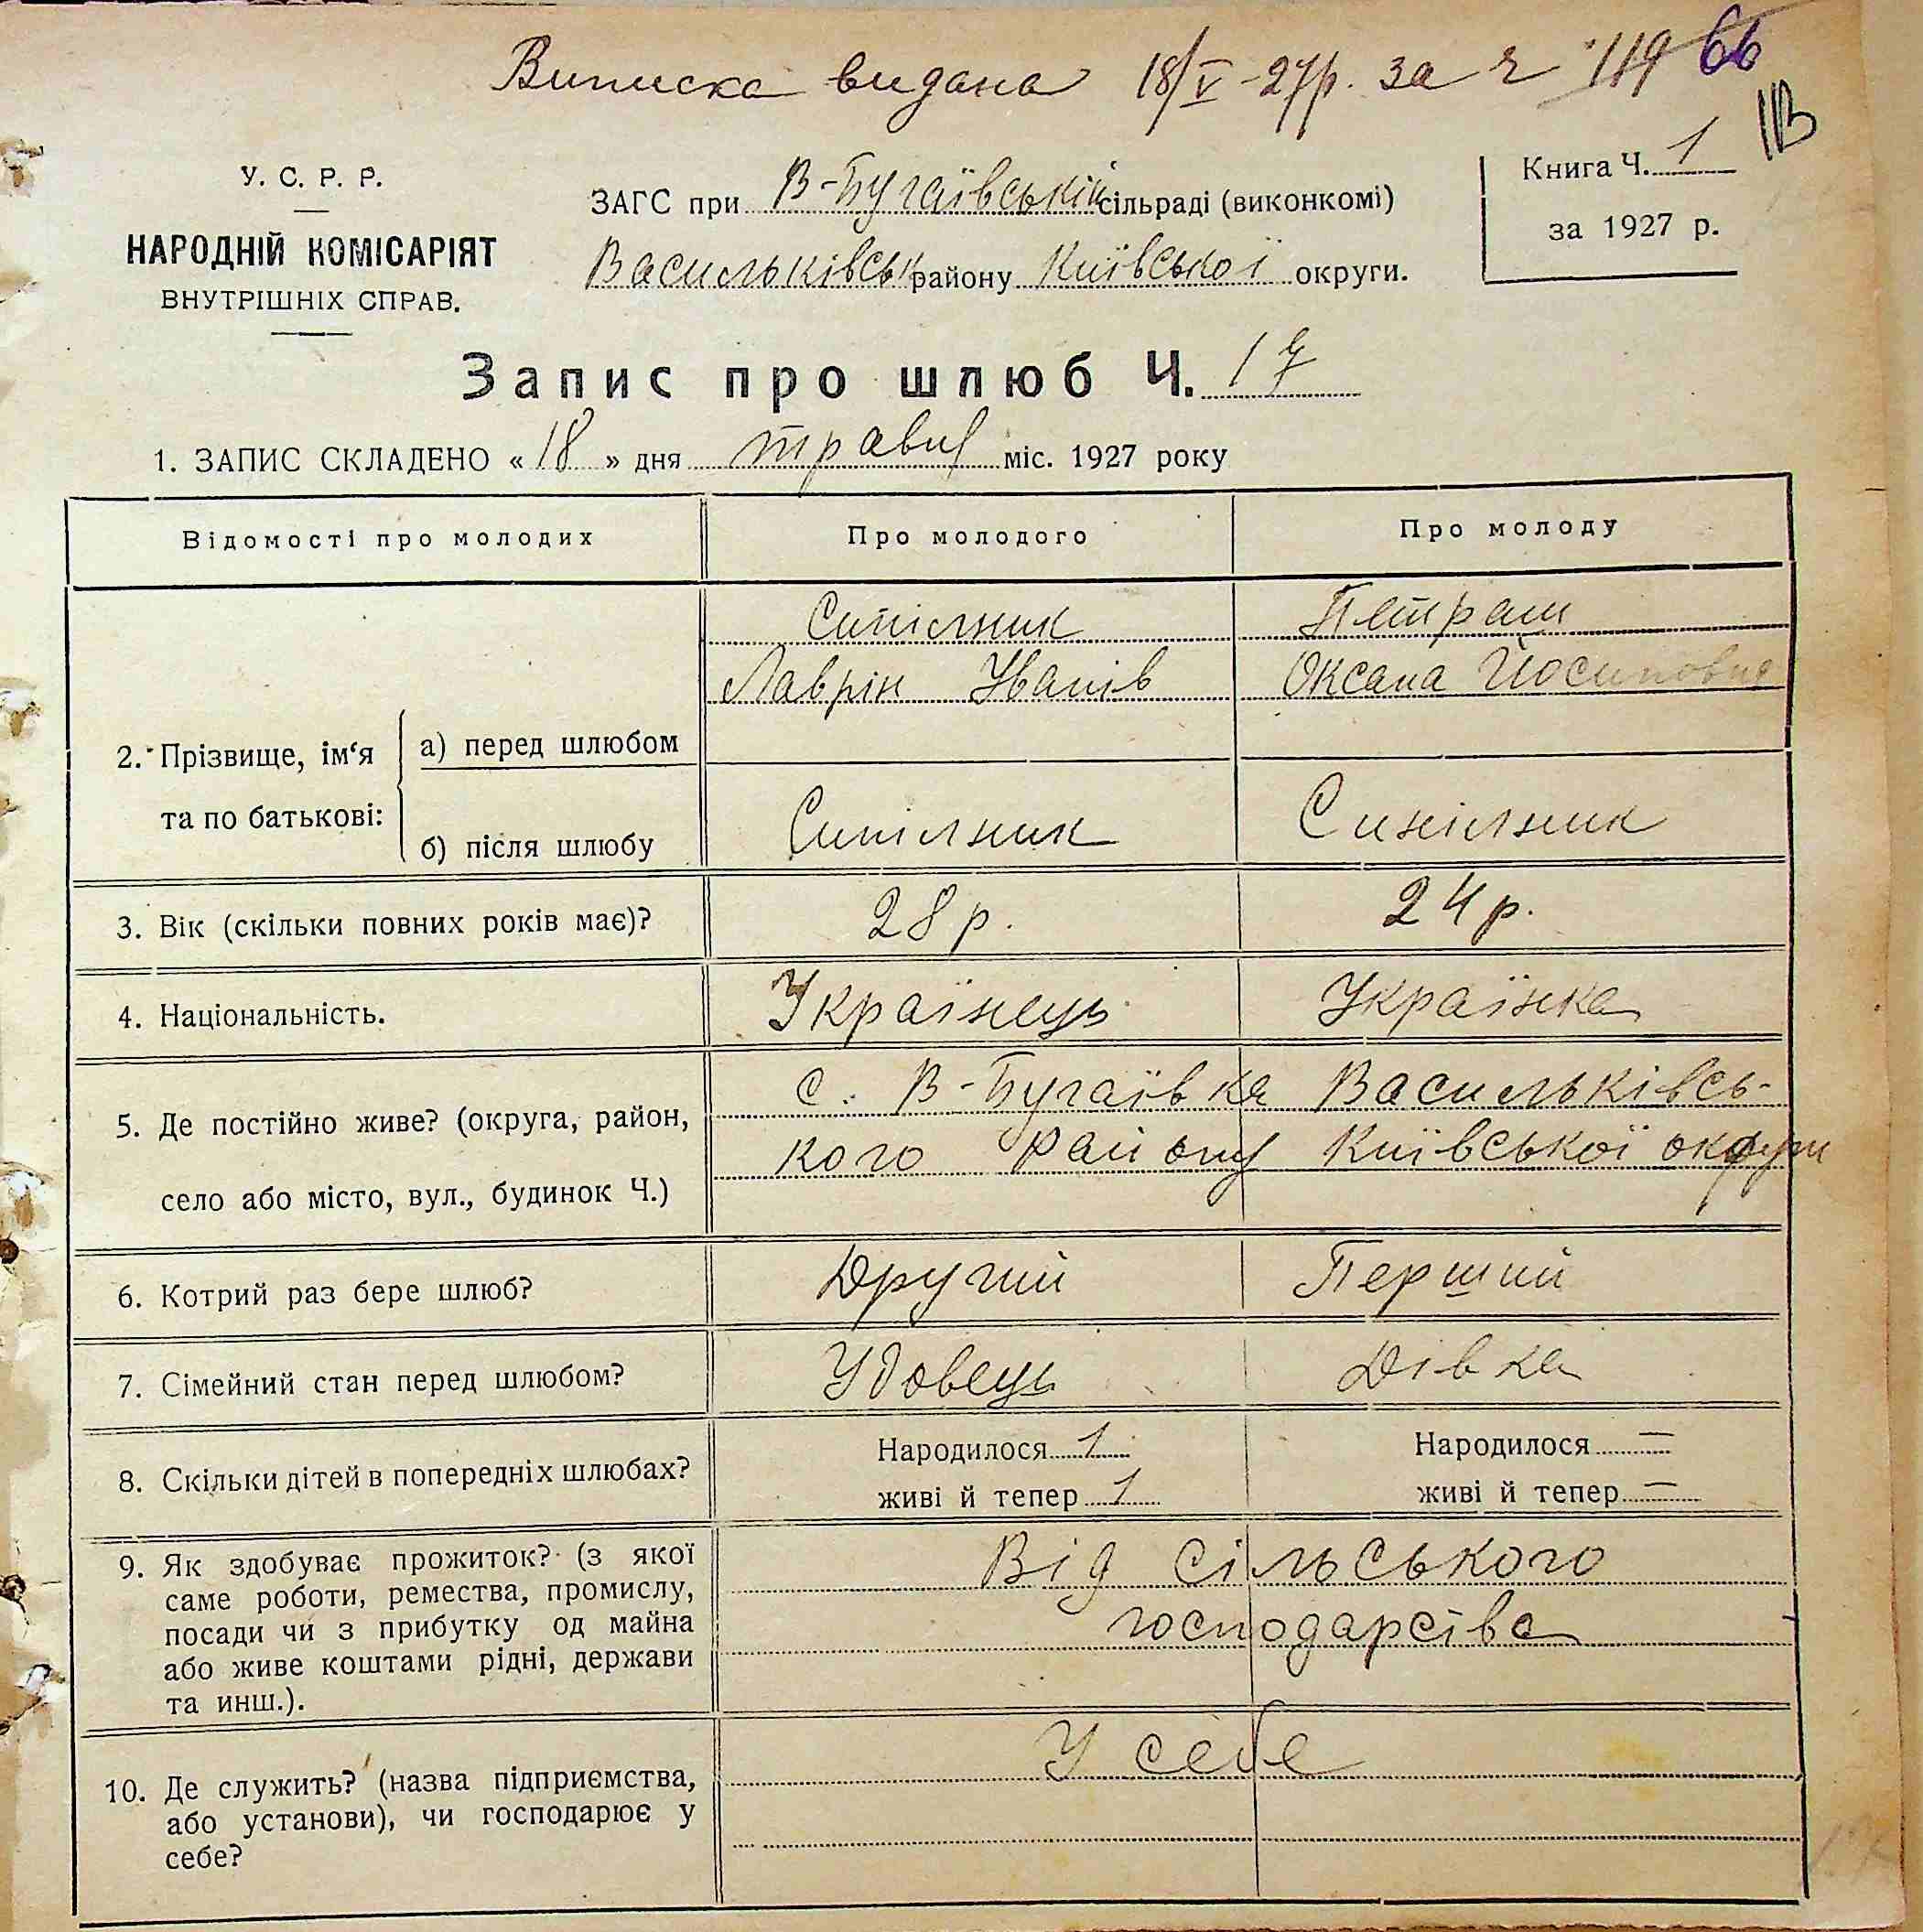 Виписка видана 18/V-27р. за ч 119 66
У. С. Р. Р.
НАРОДНІЙ КОМІСАРІЯТ
ВНУТРІШНІХ СПРАВ.
ЗАГС при В-Бугаївській сільраді (виконкомі)
Васильківськ району Київської округи.
Книга Ч. 1
за 1927 р.
Запис про шлюб Ч. 17
1. ЗАПИС СКЛАДЕНО « 18 » дня травня міс. 1927 року
Відомості про молодих Про молодого Про молоду
2. Прізвище, ім‘я та по батькові:
а) перед шлюбом
Синільник
Лаврін Іванів
Петраш
Оксана Йосиповна
б) після шлюбу Синільник Синільник
3. Вік (скільки повних років має)? 28 р. 24 р.
4. Національність. Українець Українка
5. Де постійно живе? (округа, район,
село або місто, вул., будинок Ч.)
с. В-Бугаївка Васильківсь-
кого району Київської округи
6. Котрий раз бере шлюб? Другий Перший
7. Сімейний стан перед шлюбом? Удовець Дівка
8. Скільки дітей в попередніх шлюбах?
Народилося 1
живі й тепер 1
Народилося —
живі й тепер —
9. Як здобуває прожиток? (з якої
саме роботи, ремества, промислу,
посади чи з прибутку од майна
або живе коштами рідні, держави
та инш.).
Від сільського
господарства
10. Де служить? (назва підприємства,
або установи), чи господарює у
себе?
У себе